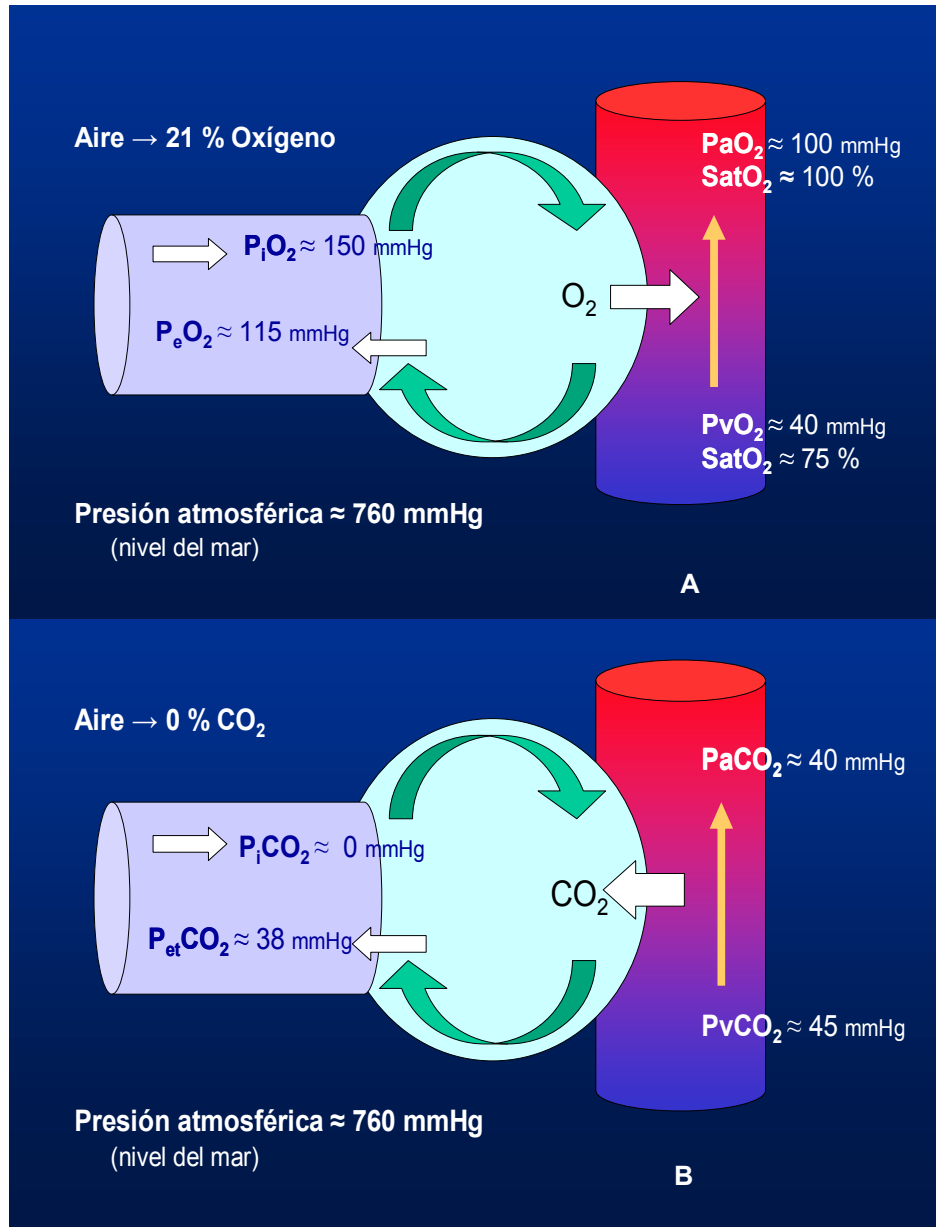 Aire → 21 % Oxígeno
PaO₂ ≈ 100 mmHg
SatO₂ ≈ 100 %
PᵢO₂ ≈ 150 mmHg
O₂
PₑO₂ ≈ 115 mmHg
PvO₂ ≈ 40 mmHg
SatO₂ ≈ 75 %
Presión atmosférica ≈ 760 mmHg
(nivel del mar)
A
Aire → 0 % CO₂
PaCO₂ ≈ 40 mmHg
PᵢCO₂ ≈ 0 mmHg
CO₂
PₑₜCO₂ ≈ 38 mmHg
PvCO₂ ≈ 45 mmHg
Presión atmosférica ≈ 760 mmHg
(nivel del mar)
B